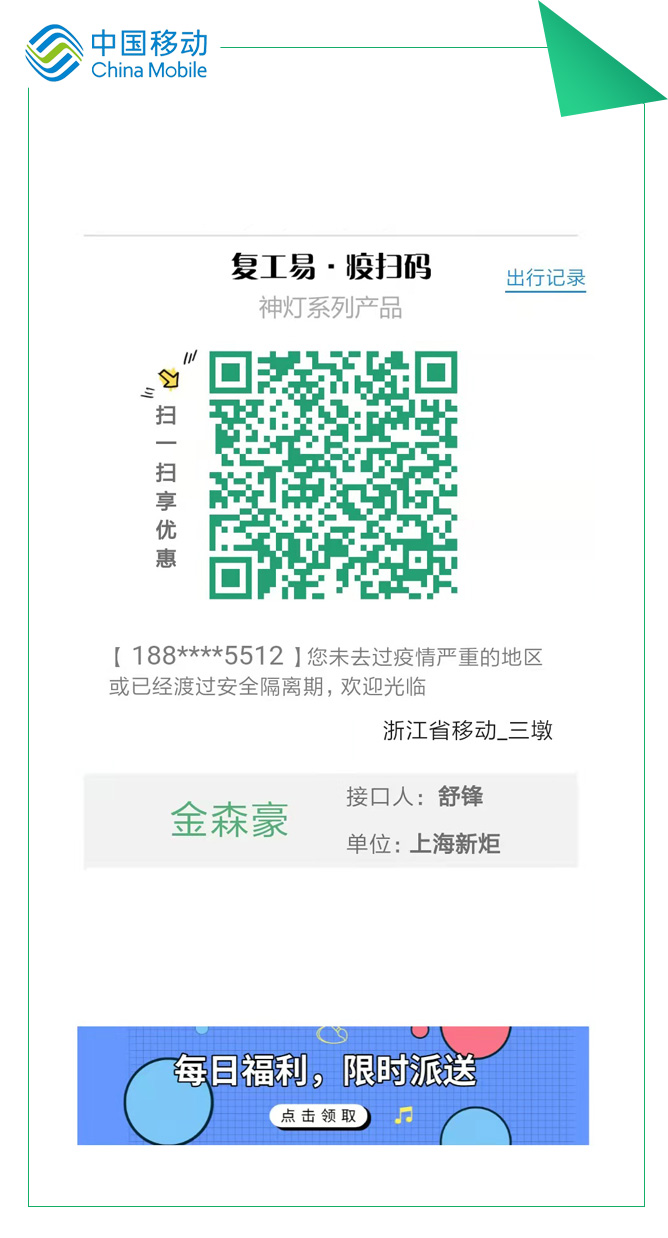 中国移动
China Mobile
复工易·疫扫码
出行记录
神灯系列产品
扫一扫享优惠
【 188****5512 】您未去过疫情严重的地区
或已经渡过安全隔离期，欢迎光临
浙江省移动_三墩
金森豪
接口人：舒锋
单位：上海新炬
每日福利，限时派送
点击领取